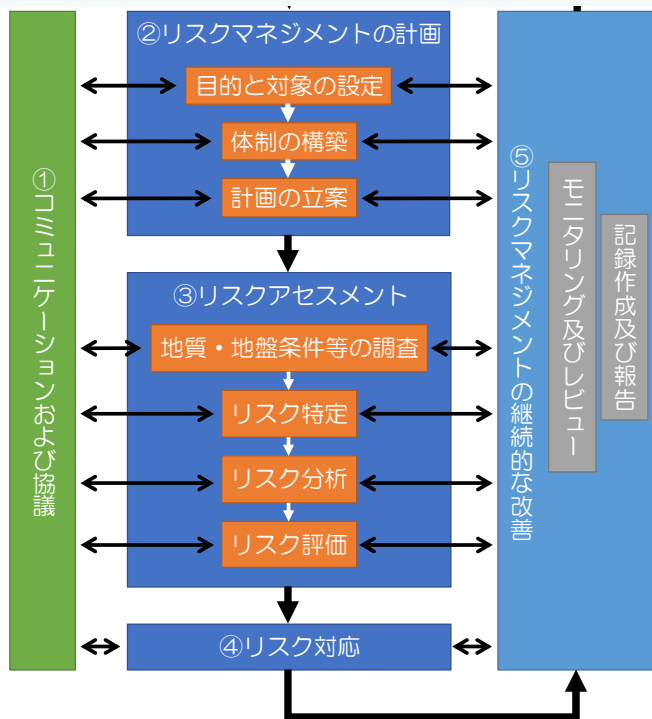 ①コミュニケーションおよび協議
②リスクマネジメントの計画
目的と対象の設定
体制の構築
計画の立案
③リスクアセスメント
地質・地盤条件等の調査
リスク特定
リスク分析
リスク評価
④リスク対応
⑤リスクマネジメントの継続的な改善
モニタリング及びレビュー
記録作成及び報告